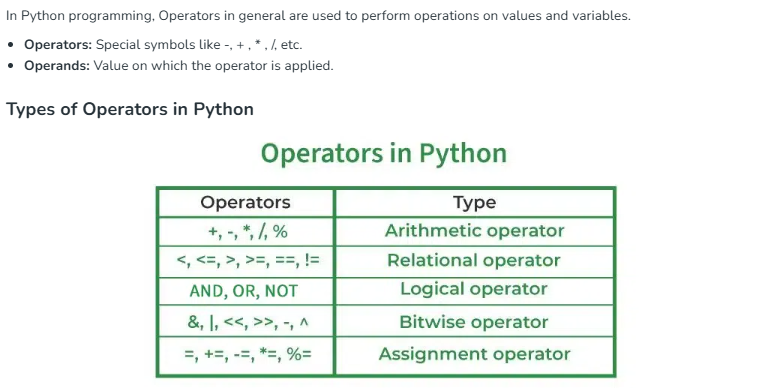 In Python programming, Operators in general are used to perform operations on values and variables.
• Operators: Special symbols like -, + , * , /, etc.
• Operands: Value on which the operator is applied.
Types of Operators in Python
Operators in Python
Operators Type
+, -, *, /, % Arithmetic operator
<, <=, >, >=, ==, != Relational operator
AND, OR, NOT Logical operator
&, |, <<, >>, -, ^ Bitwise operator
=, +=, -=, *=, %= Assignment operator